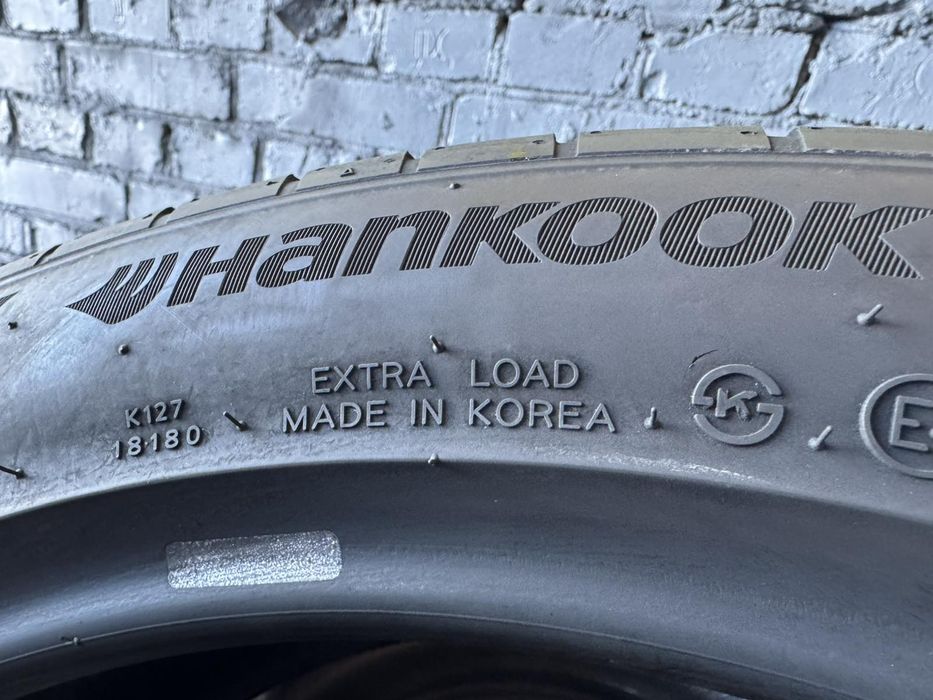 Hankook
EXTRA LOAD
K127
MADE IN KOREA
18180
K
E